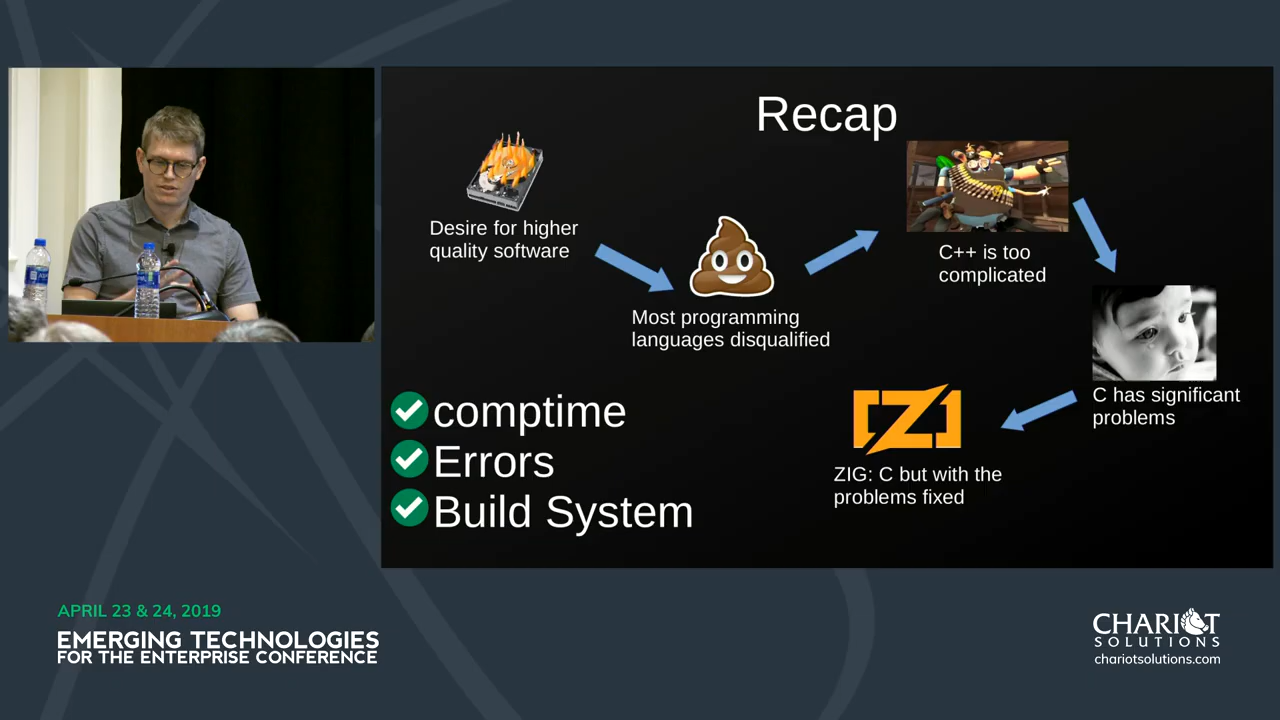 Recap
Desire for higher
quality software
Most programming
languages disqualified
C++ is too
complicated
C has significant
problems
ZIG: C but with the
problems fixed
comptime
Errors
Build System
APRIL 23 & 24, 2019
EMERGING TECHNOLOGIES
FOR THE ENTERPRISE CONFERENCE
CHARIOT
SOLUTIONS
chariotsolutions.com